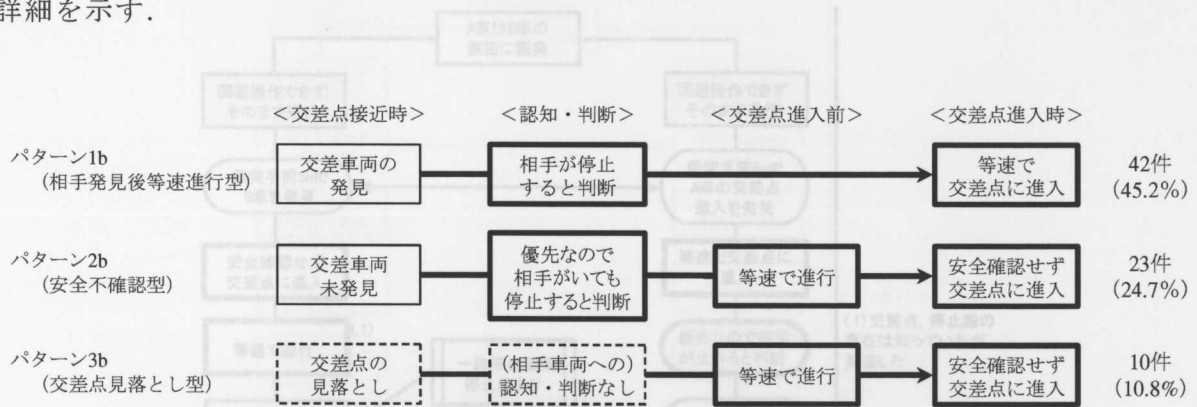 詳細を示す.
<交差点接近時> <認知・判断> <交差点進入前> <交差点進入時>
パターン1b
(相手発見後等速進行型)
交差車両の
発見
相手が停止
すると判断
等速で
交差点に進入
42件
(45.2%)
パターン2b
(安全不確認型)
交差車両
未発見
優先なので
相手がいても
停止すると判断
等速で進行
安全確認せず
交差点に進入
23件
(24.7%)
パターン3b
(交差点見落とし型)
交差点の
見落とし
(相手車両への)
認知・判断なし
等速で進行
安全確認せず
交差点に進入
10件
(10.8%)